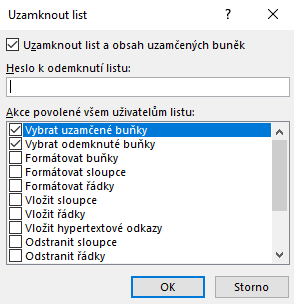 Uzamknout list
Uzamknout list a obsah uzamčených buněk
Heslo k odemknutí listu:
Akce povolené všem uživatelům listu:
Vybrat uzamčené buňky
Vybrat odemknuté buňky
Formátovat buňky
Formátovat sloupce
Formátovat řádky
Vložit sloupce
Vložit řádky
Vložit hypertextové odkazy
Odstranit sloupce
Odstranit řádky
OK
Storno